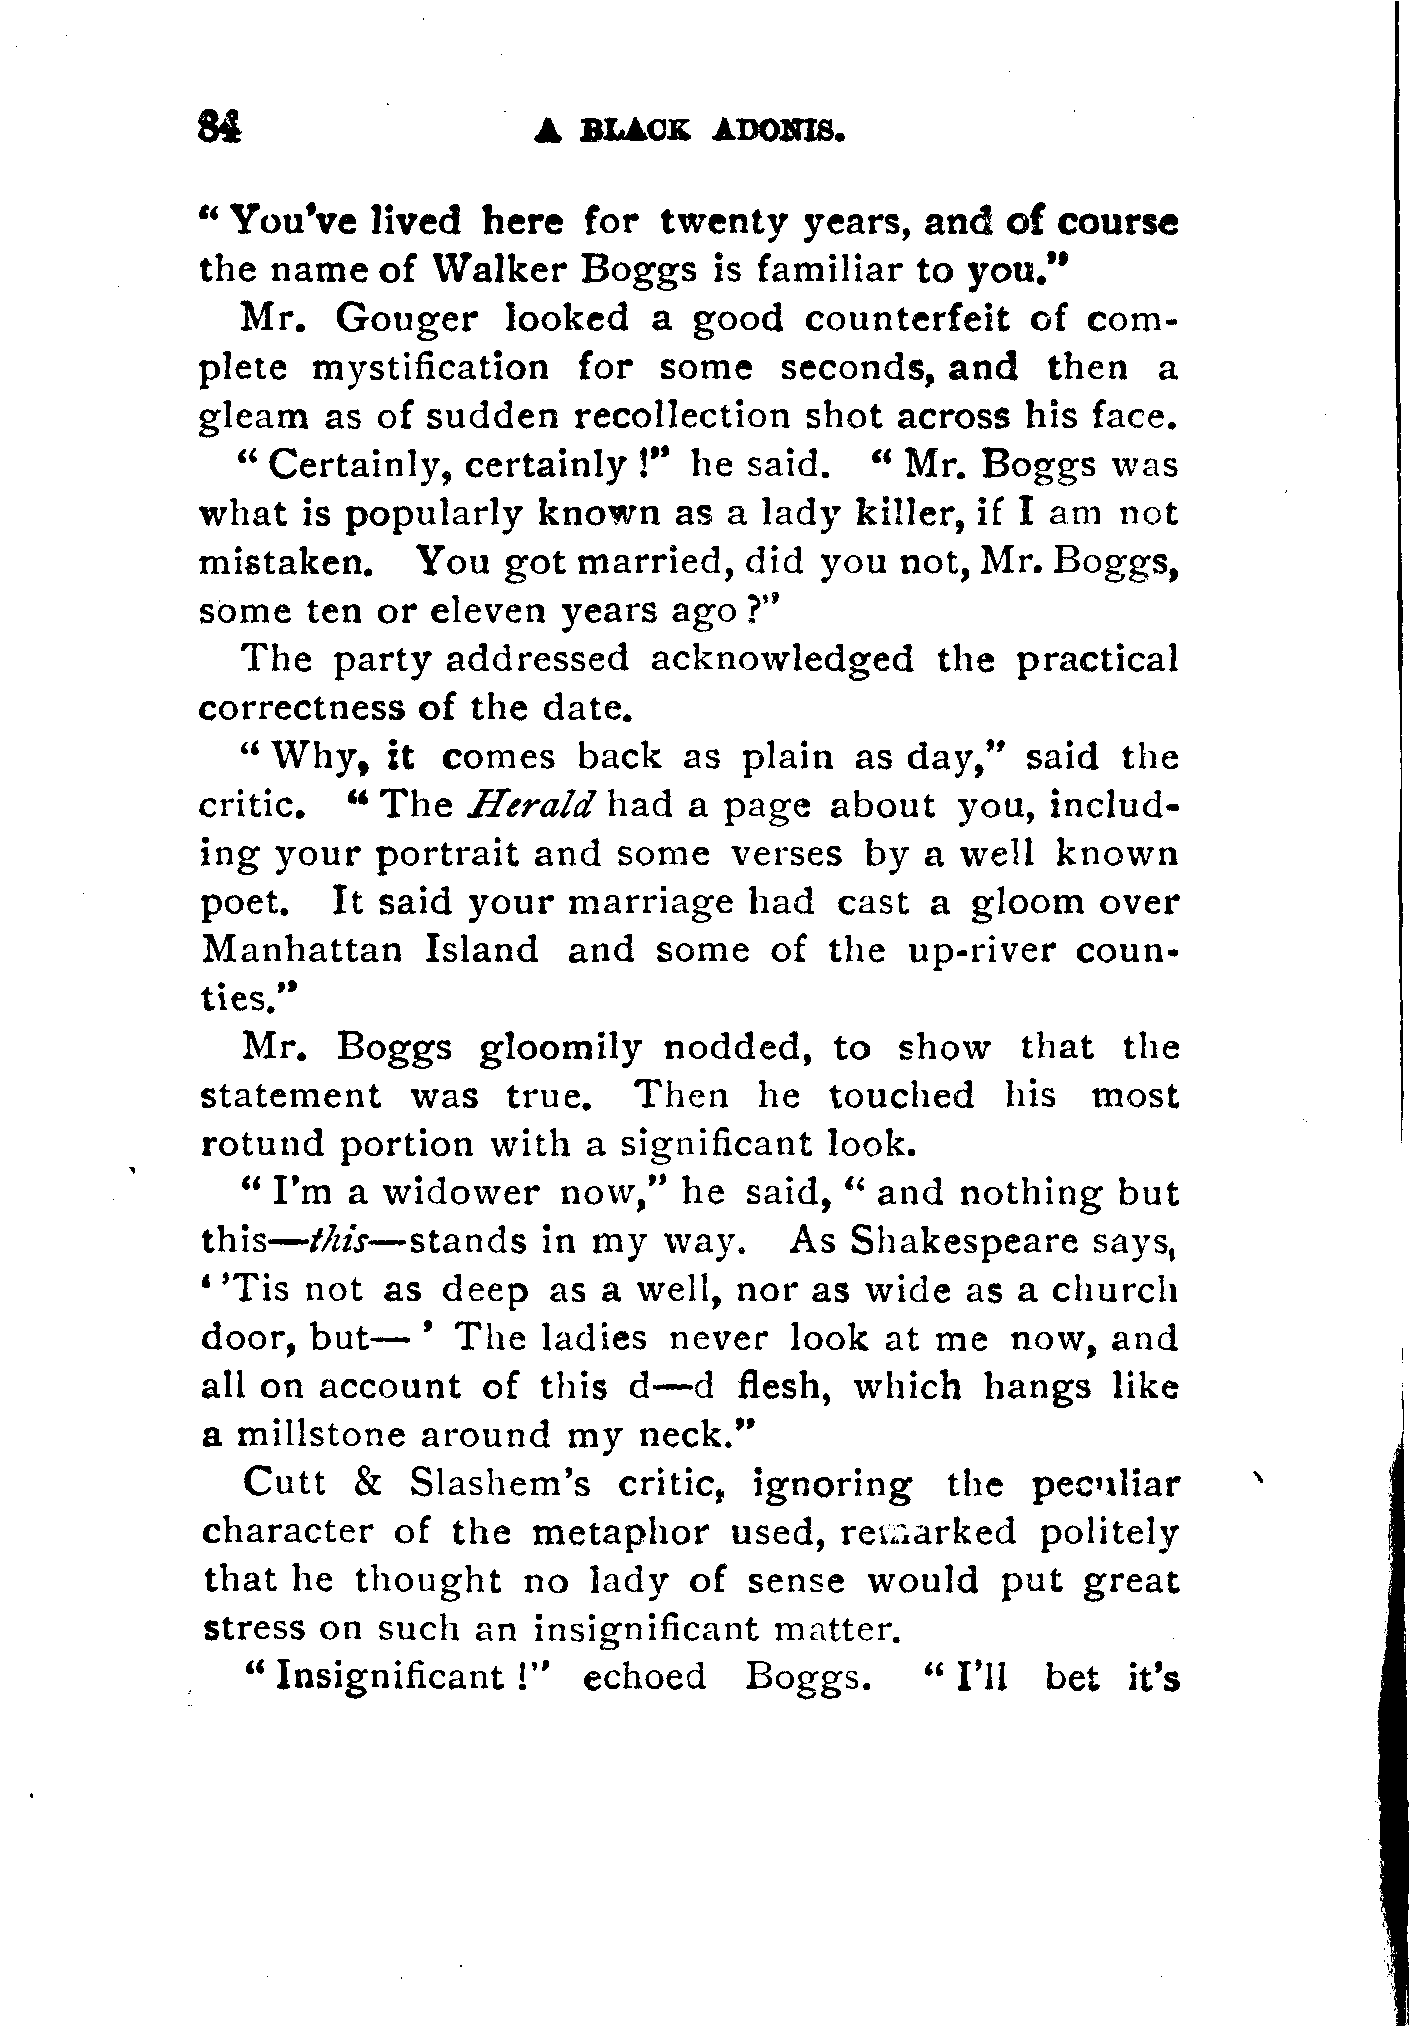 84 A BLACK ADONIS.
“ You've lived here for twenty years, and of course
the name of Walker Boggs is familiar to you.”
Mr. Gouger looked a good counterfeit of com-
plete mystification for some seconds, and then a
gleam as of sudden recollection shot across his face.
“ Certainly, certainly !” he said. “ Mr. Boggs was
what is popularly known as a lady killer, if I am not
mistaken. You got married, did you not, Mr. Boggs,
some ten or eleven years ago ?”
The party addressed acknowledged the practical
correctness of the date.
“ Why, it comes back as plain as day,” said the
critic. “ The Herald had a page about you, includ-
ing your portrait and some verses by a well known
poet. It said your marriage had cast a gloom over
Manhattan Island and some of the up-river coun-
ties.”
Mr. Boggs gloomily nodded, to show that the
statement was true. Then he touched his most
rotund portion with a significant look.
“ I'm a widower now,” he said, “ and nothing but
this—this—stands in my way. As Shakespeare says,
‘ 'Tis not as deep as a well, nor as wide as a church
door, but— ’ The ladies never look at me now, and
all on account of this d—d flesh, which hangs like
a millstone around my neck.”
Cutt & Slashem's critic, ignoring the peculiar
character of the metaphor used, remarked politely
that he thought no lady of sense would put great
stress on such an insignificant matter.
“ Insignificant !” echoed Boggs. “ I'll bet it's